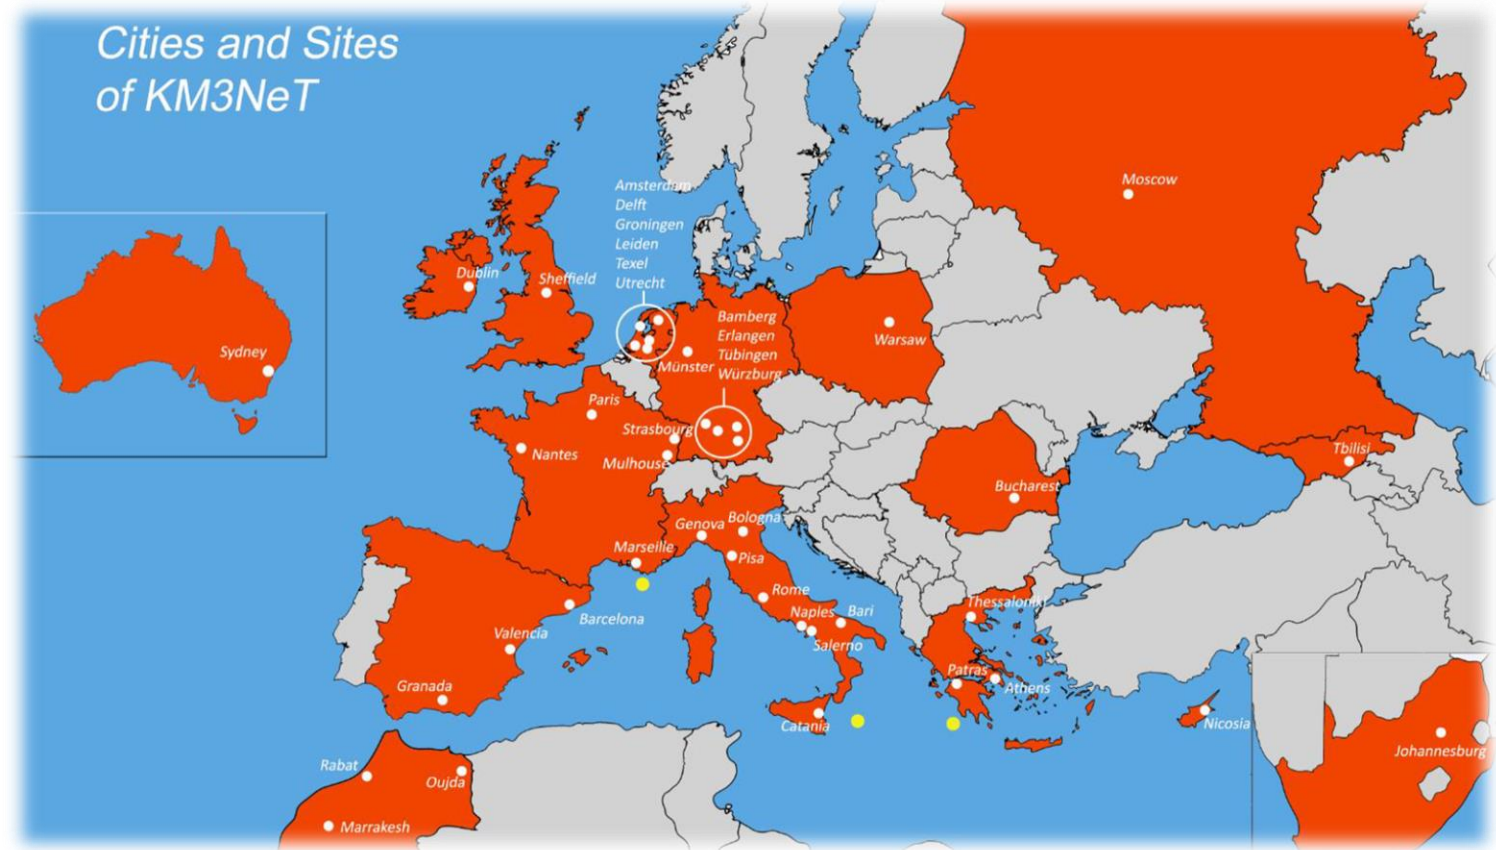 Cities and Sites
of KM3NeT
Amsterdam
Delft
Groningen
Leiden
Texel
Utrecht
Moscow
Dublin
Sheffield
Bamberg
Erlangen
Tübingen
Würzburg
Münster
Warsaw
Sydney
Paris
Strasbourg
Nantes
Mulhouse
Tbilisi
Bucharest
Genova
Bologna
Marseille
Pisa
Rome
Naples
Bari
Salerno
Thessaloniki
Barcelona
Valencia
Granada
Patras
Athens
Catania
Nicosia
Rabat
Oujda
Marrakesh
Johannesburg